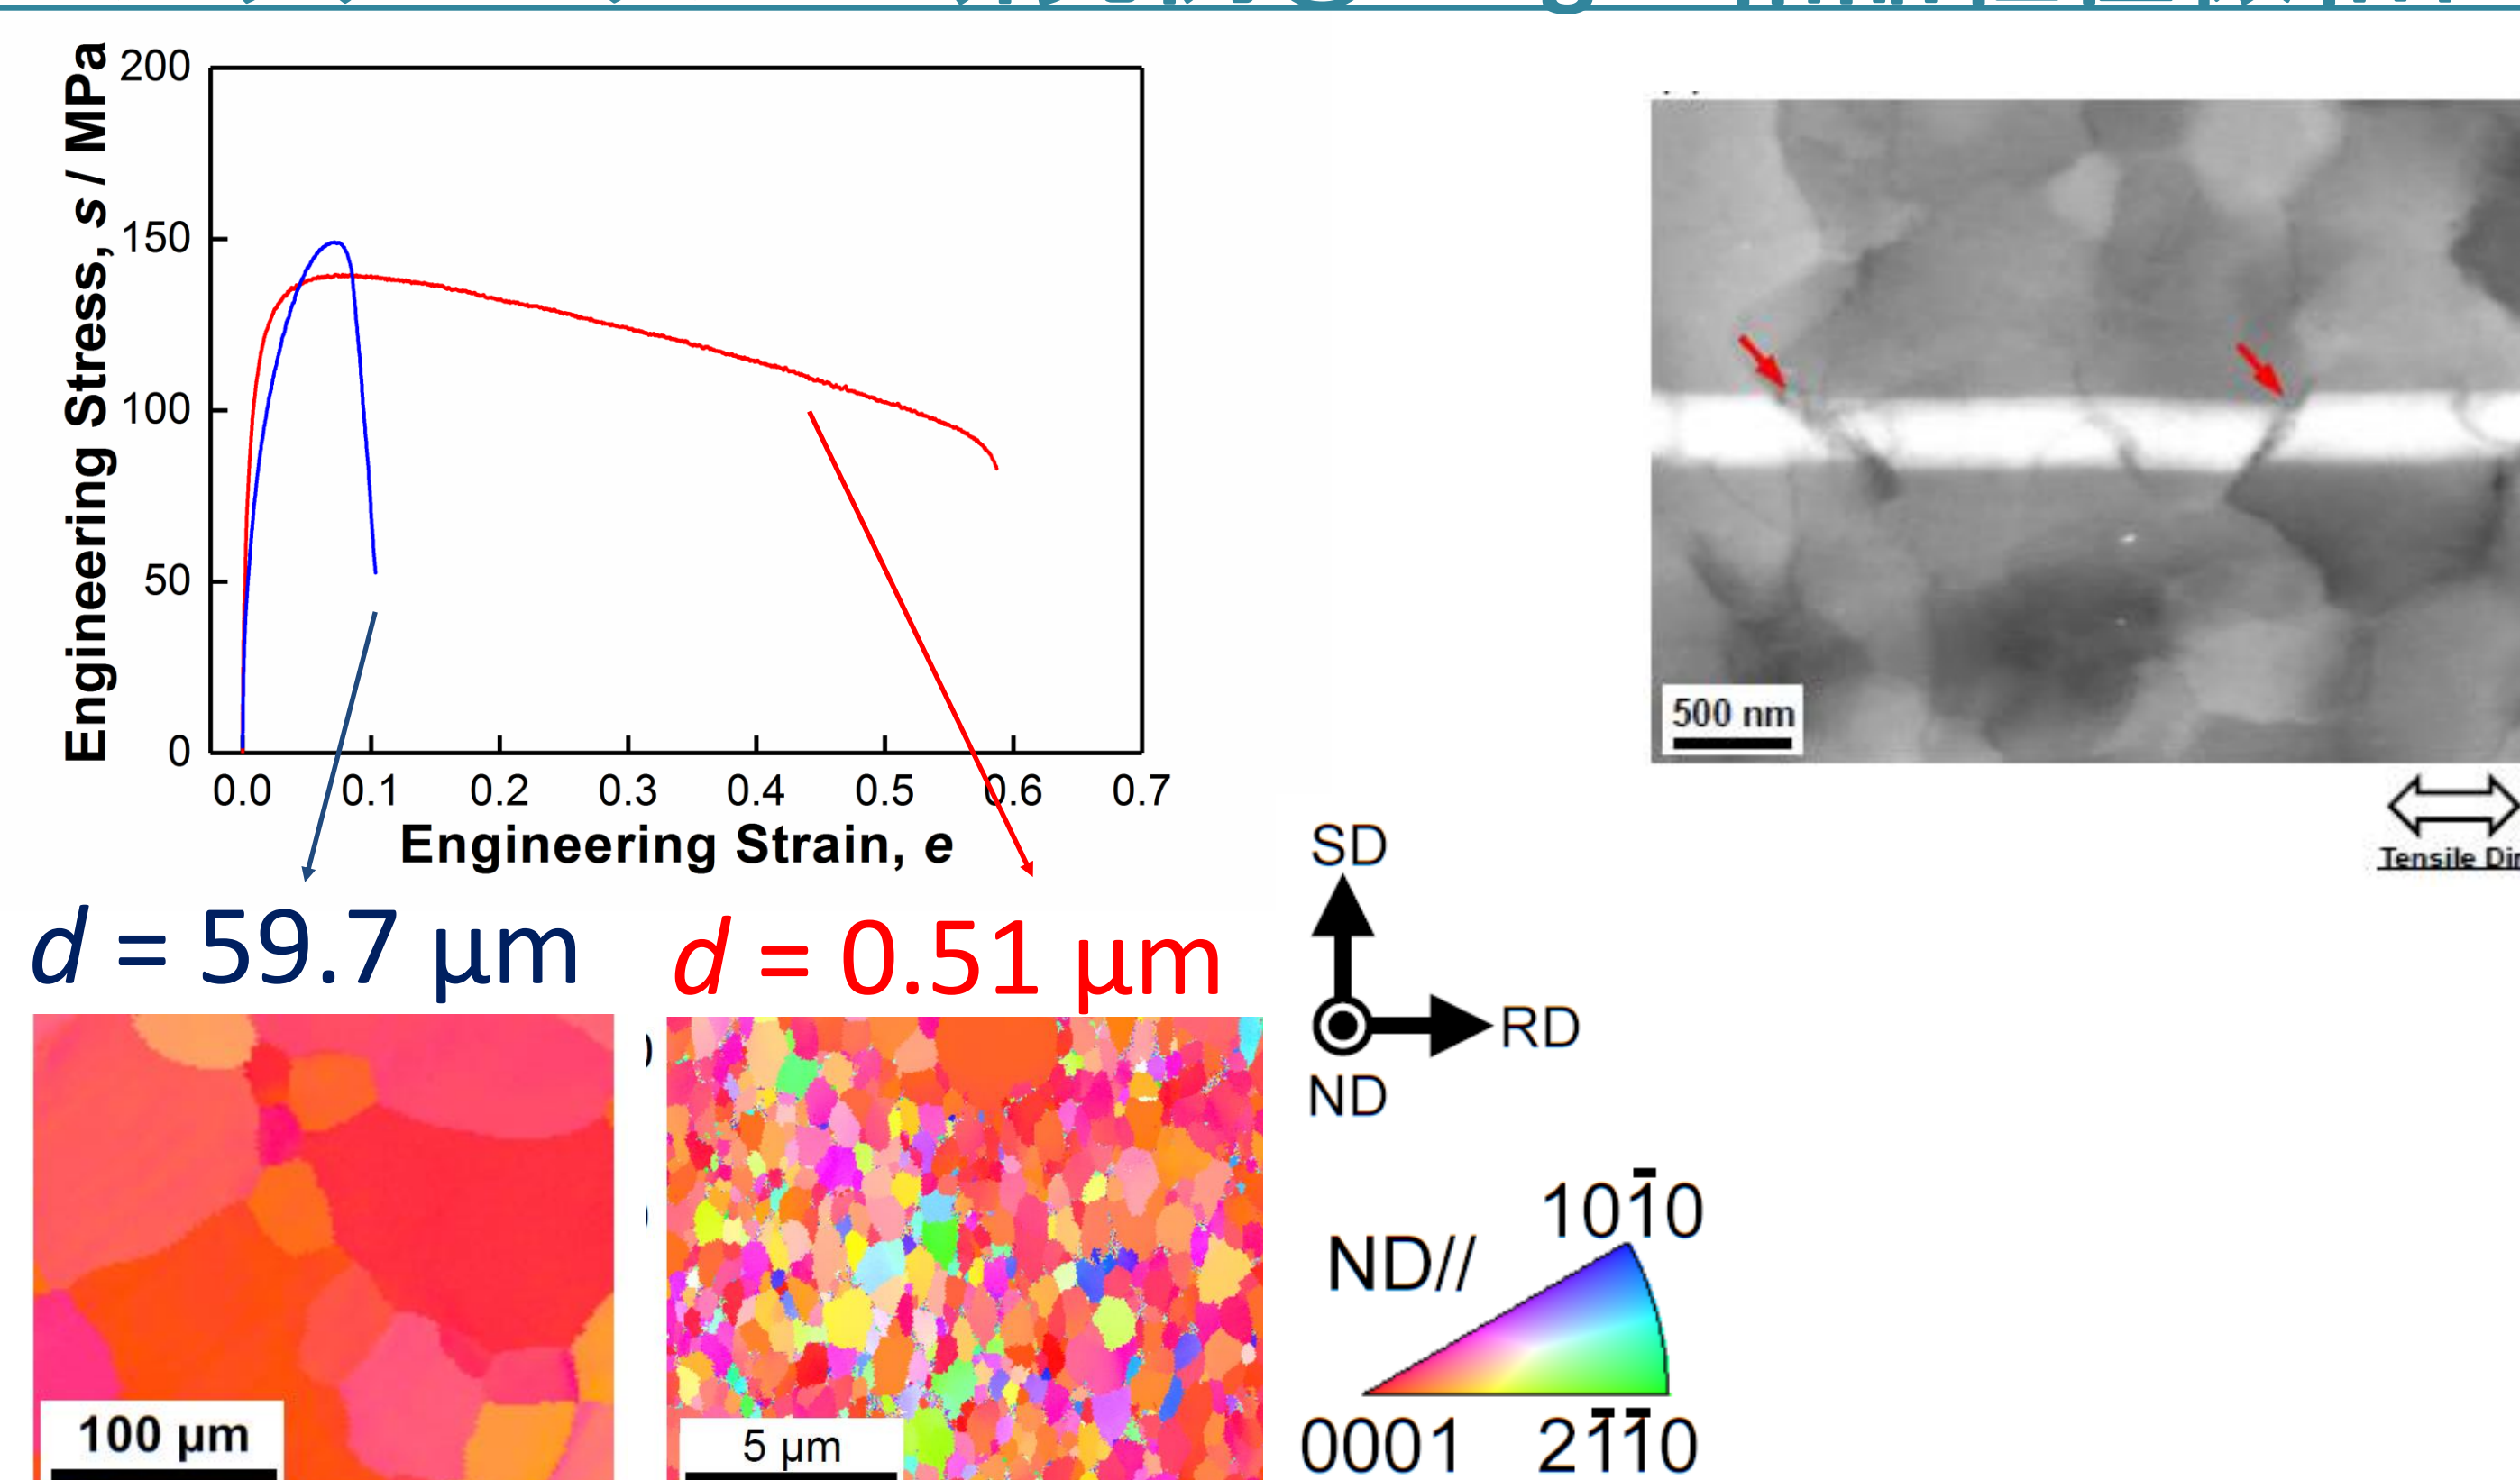 Engineering Stress, s / MPa
200
150
100
50
0
0.0 0.1 0.2 0.3 0.4 0.5 0.6 0.7
Engineering Strain, e
500 nm
Tensile
d = 59.7 μm
d = 0.51 μm
SD
RD
ND
100 μm
5 μm
ND//
101̄0
0001
21̄1̄0